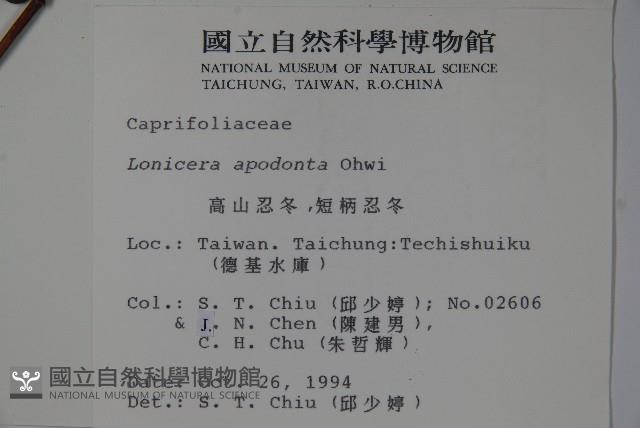 國立自然科學博物館
NATIONAL MUSEUM OF NATURAL SCIENCE
TAICHUNG, TAIWAN, R.O.CHINA
Caprifoliaceae
Lonicera apodonta Ohwi
高山忍冬,短柄忍冬
Loc.: Taiwan. Taichung:Techishuiku
(德基水庫)
Col.: S. T. Chiu (邱少婷); No.02606
& J. N. Chen (陳建男),
C. H. Chu (朱哲輝)
Date: Oct. 26, 1994
Det.: S. T. Chiu (邱少婷)
國立自然科學博物館
NATIONAL MUSEUM OF NATURAL SCIENCE